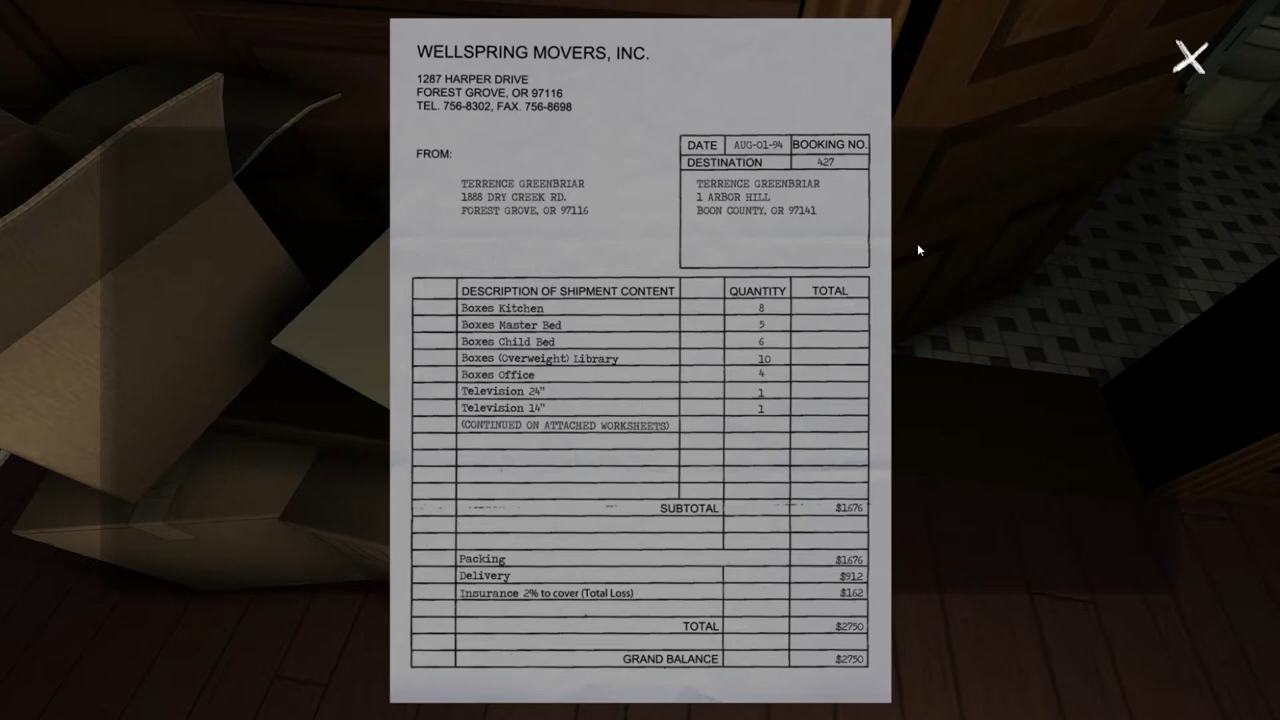 WELLSPRING MOVERS, INC.
1287 HARPER DRIVE
FOREST GROVE, OR 97116
TEL. 756-8302, FAX. 756-8698
DATE AUG-01-94 BOOKING NO.
DESTINATION 427
FROM:
TERRENCE GREENBRIAR
1888 DRY CREEK RD.
FOREST GROVE, OR 97116
TERRENCE GREENBRIAR
1 ARBOR HILL
BOON COUNTY, OR 97141
DESCRIPTION OF SHIPMENT CONTENT QUANTITY TOTAL
Boxes Kitchen 8
Boxes Master Bed 5
Boxes Child Bed 6
Boxes (Overweight) Library 10
Boxes Office 4
Television 24" 1
Television 14" 1
(CONTINUED ON ATTACHED WORKSHEETS)
SUBTOTAL $1676
Packing $1676
Delivery $912
Insurance 2% to cover (Total Loss) $162
TOTAL $2750
GRAND BALANCE $2750